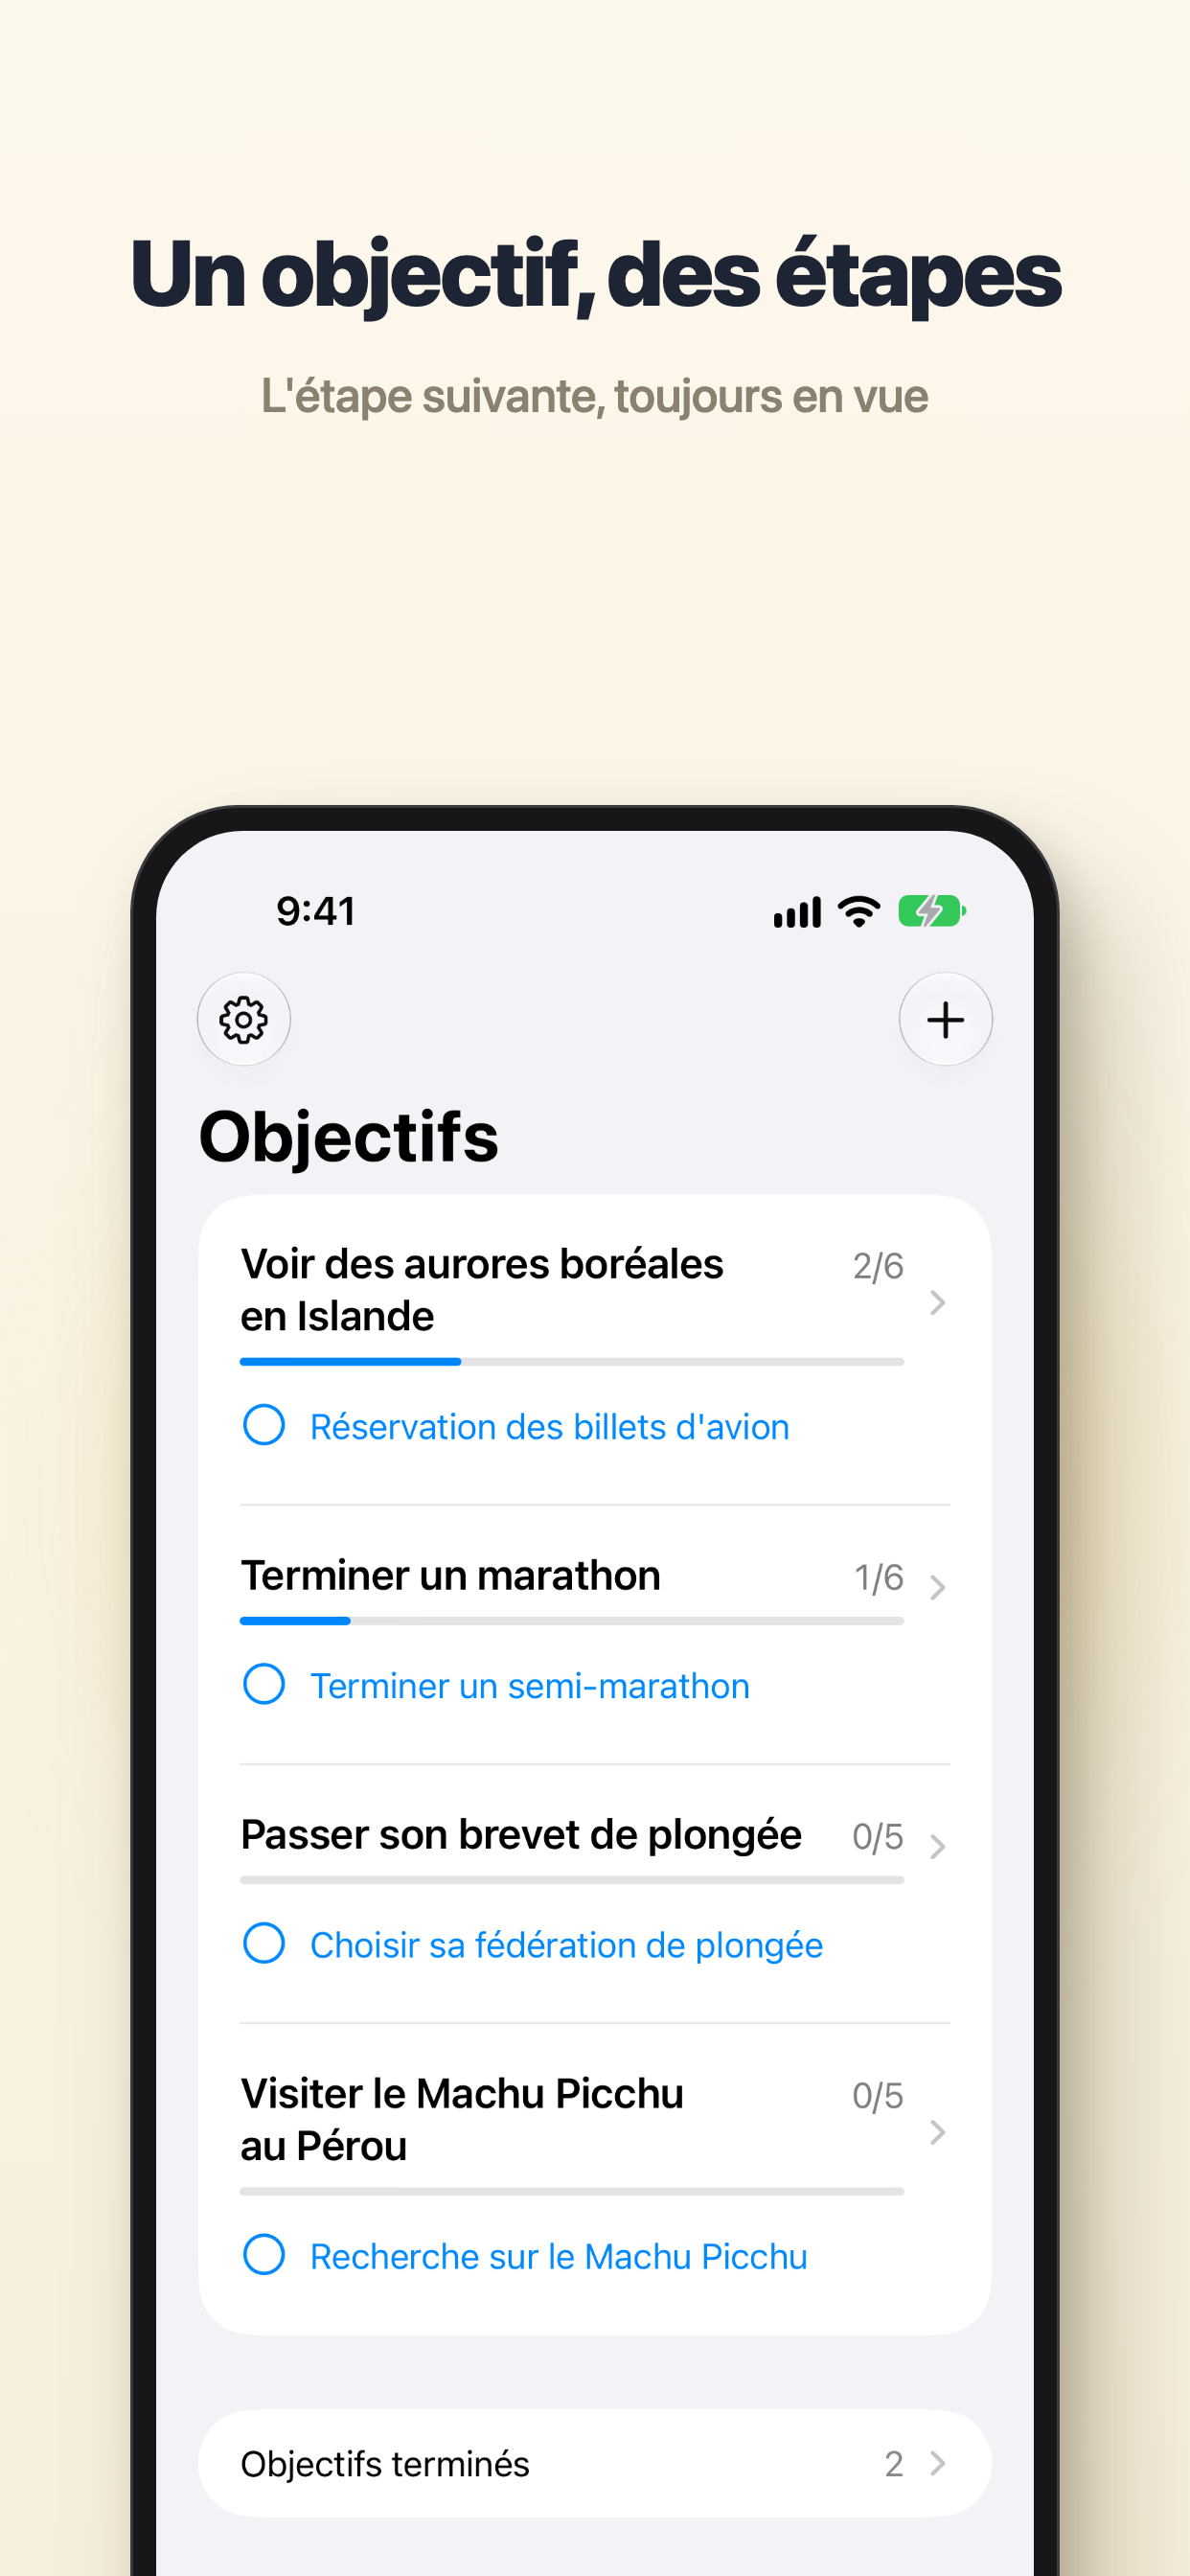 Un objectif, des étapes
L'étape suivante, toujours en vue
9:41
Objectifs
Voir des aurores boréales 2/6
en Islande
Réservation des billets d'avion
Terminer un marathon 1/6
Terminer un semi-marathon
Passer son brevet de plongée 0/5
Choisir sa fédération de plongée
Visiter le Machu Picchu 0/5
au Pérou
Recherche sur le Machu Picchu
Objectifs terminés 2